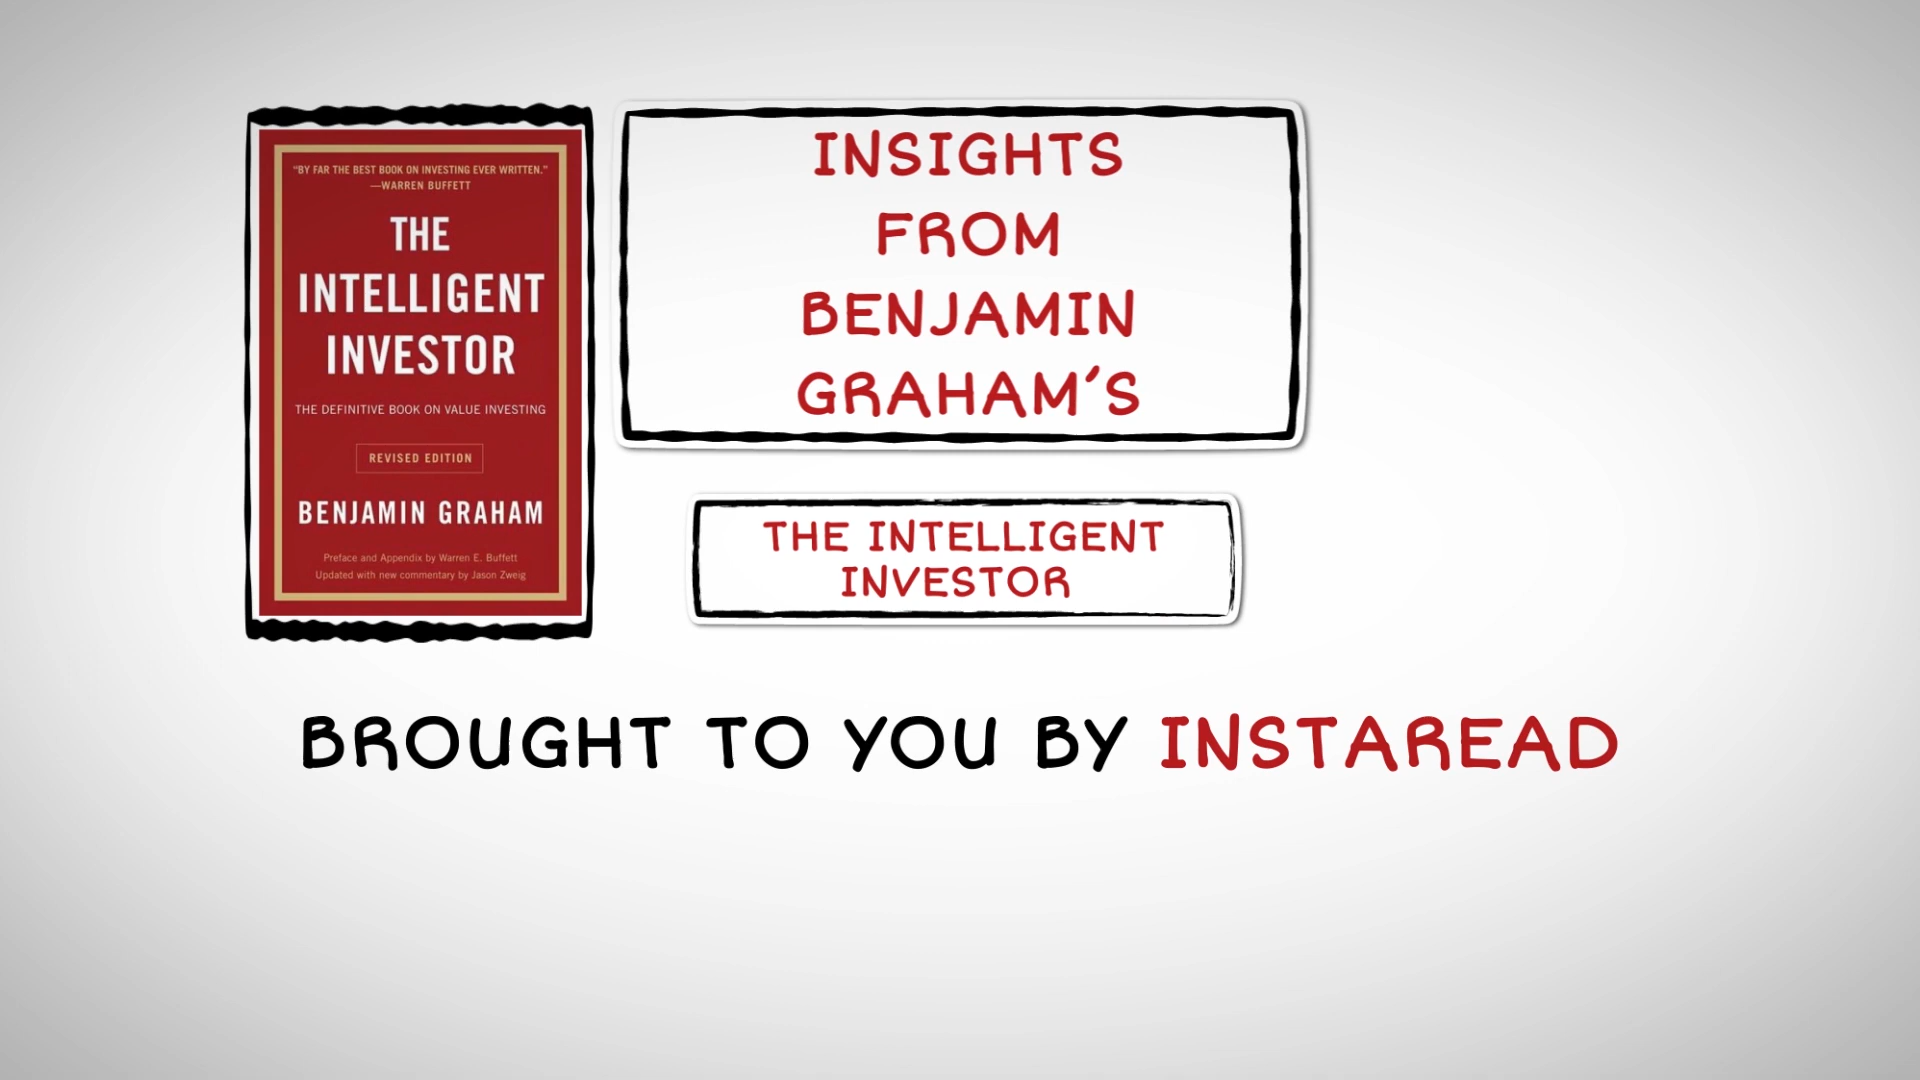 "BY FAR THE BEST BOOK ON INVESTING EVER WRITTEN."
—WARREN BUFFETT
THE
INTELLIGENT
INVESTOR
THE DEFINITIVE BOOK ON VALUE INVESTING
REVISED EDITION
BENJAMIN GRAHAM
Preface and Appendix by Warren E. Buffett
Updated with new commentary by Jason Zweig
INSIGHTS
FROM
BENJAMIN
GRAHAM'S
THE INTELLIGENT
INVESTOR
BROUGHT TO YOU BY INSTAREAD